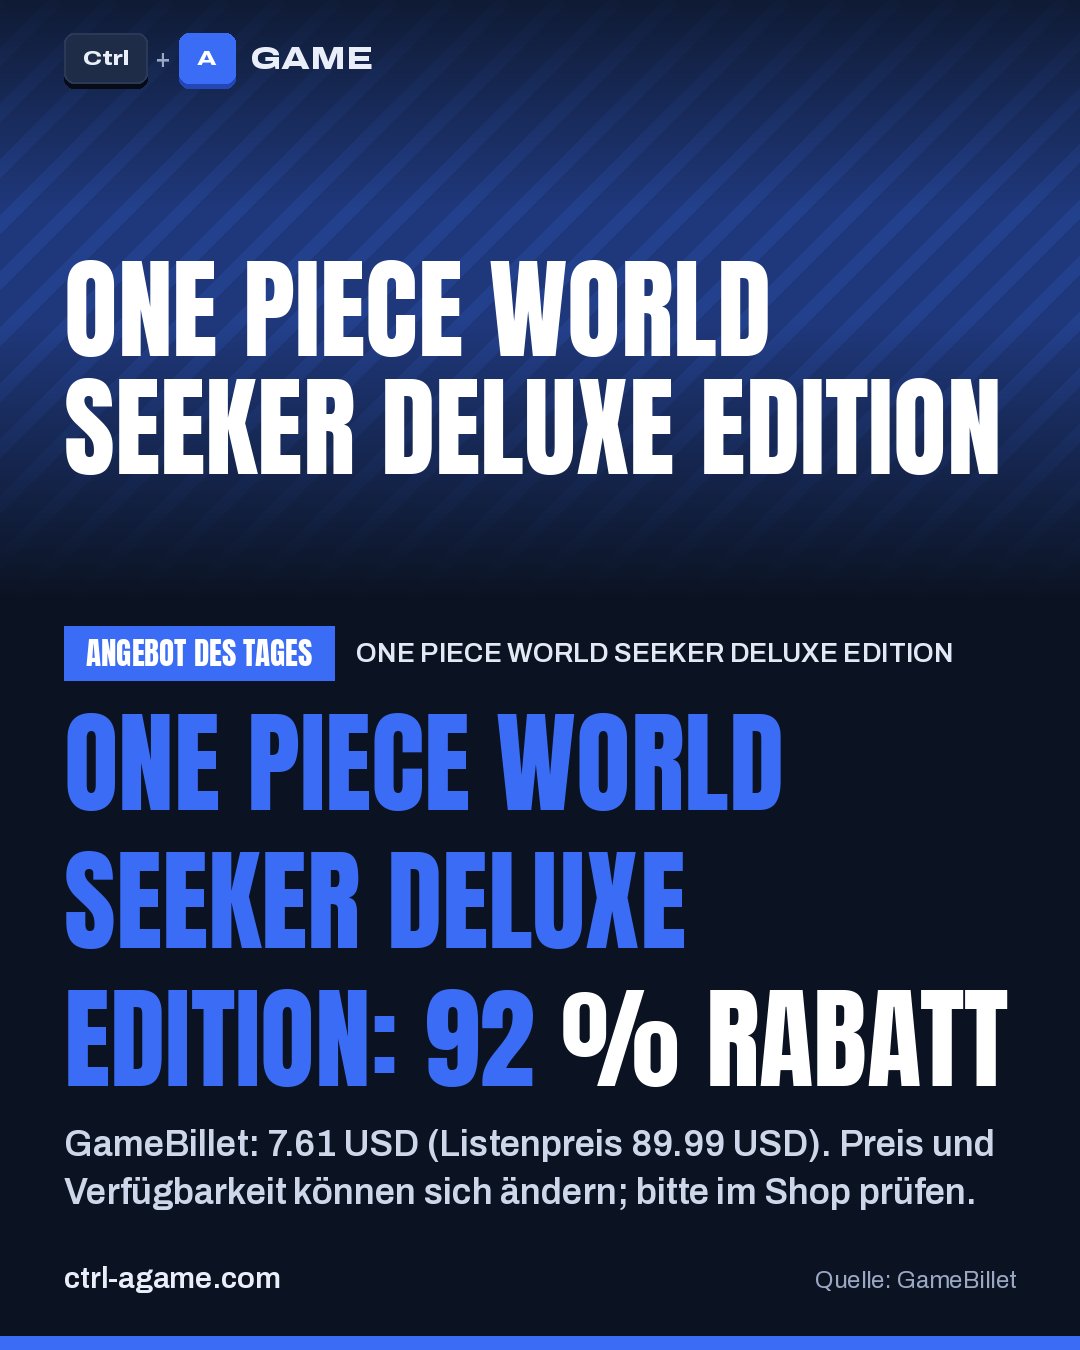 Ctrl + A GAME
ONE PIECE WORLD
SEEKER DELUXE EDITION
ANGEBOT DES TAGES ONE PIECE WORLD SEEKER DELUXE EDITION
ONE PIECE WORLD
SEEKER DELUXE
EDITION: 92 % RABATT
GameBillet: 7.61 USD (Listenpreis 89.99 USD). Preis und
Verfügbarkeit können sich ändern; bitte im Shop prüfen.
ctrl-agame.com Quelle: GameBillet